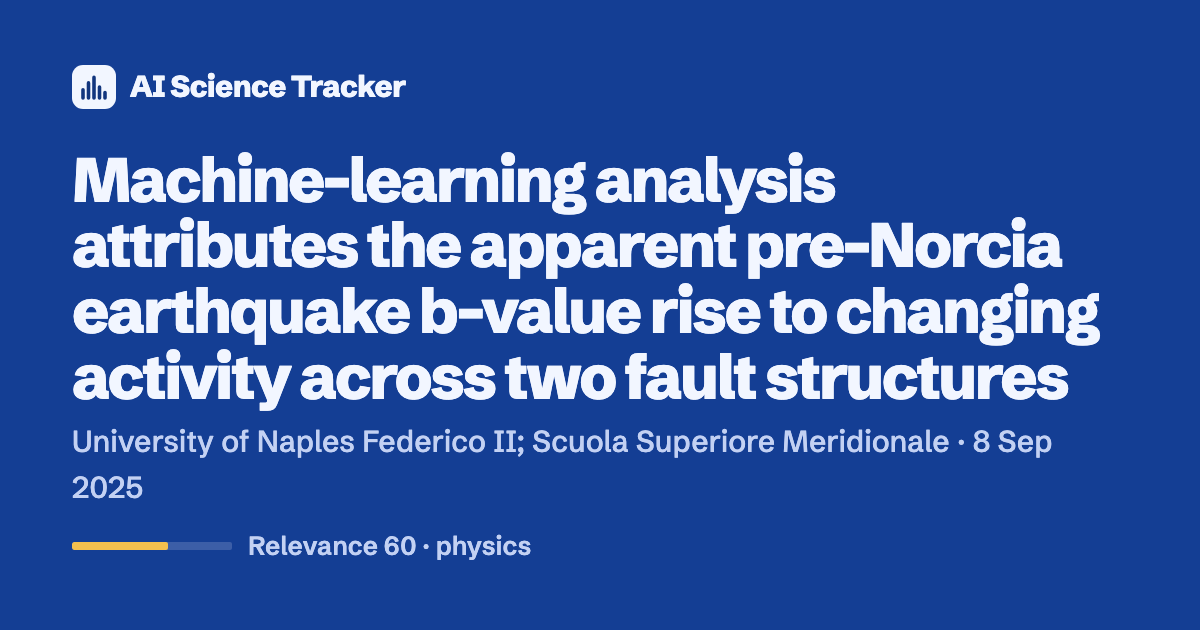 AI Science Tracker
Machine-learning analysis
attributes the apparent pre-Norcia
earthquake b-value rise to changing
activity across two fault structures
University of Naples Federico II; Scuola Superiore Meridionale · 8 Sep
2025
Relevance 60 · physics